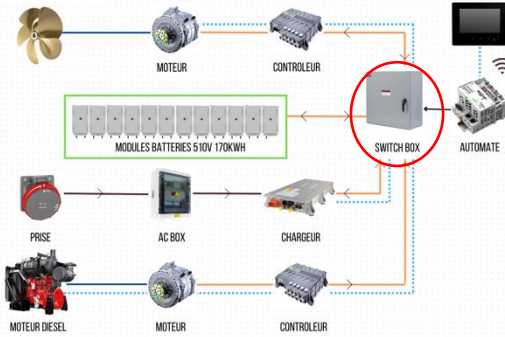 MOTEUR
CONTROLEUR
MODULES BATTERIES 510V 170KWH
SWITCH BOX
AUTOMATE
PRISE
AC BOX
CHARGEUR
MOTEUR DIESEL
MOTEUR
CONTROLEUR